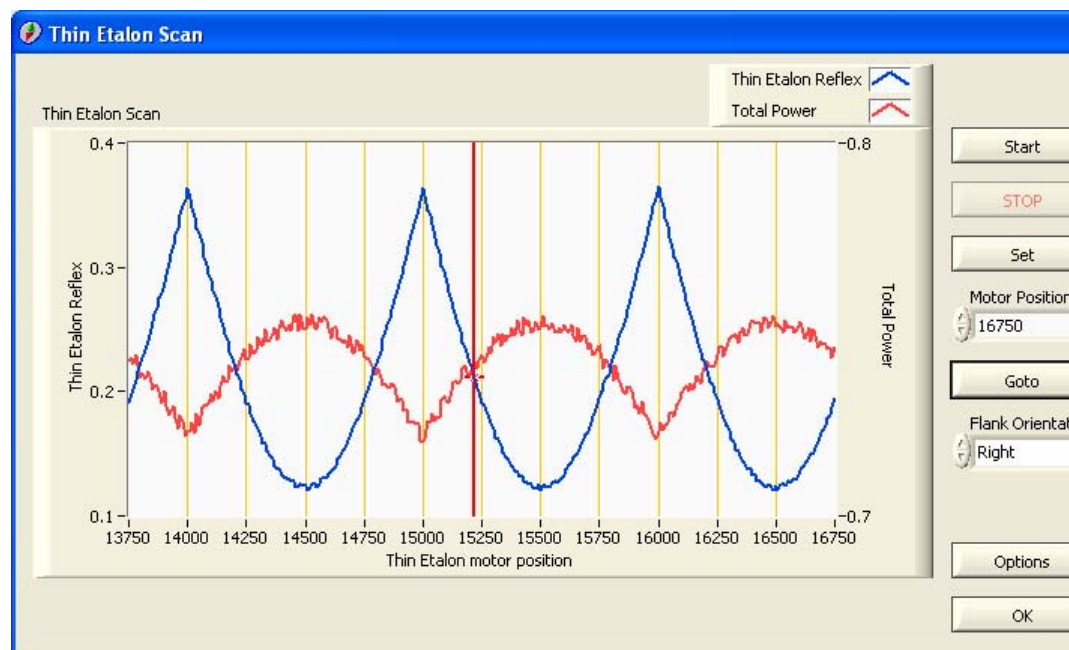 Thin Etalon Scan
Thin Etalon Reflex
Total Power
Thin Etalon Scan
0.4
0.3
0.2
0.1
Thin Etalon Reflex
-0.8
-0.7
Total Power
13750 14000 14250 14500 14750 15000 15250 15500 15750 16000 16250 16500 16750
Thin Etalon motor position
Start
STOP
Set
Motor Position
16750
Goto
Flank Orientat
Right
Options
OK